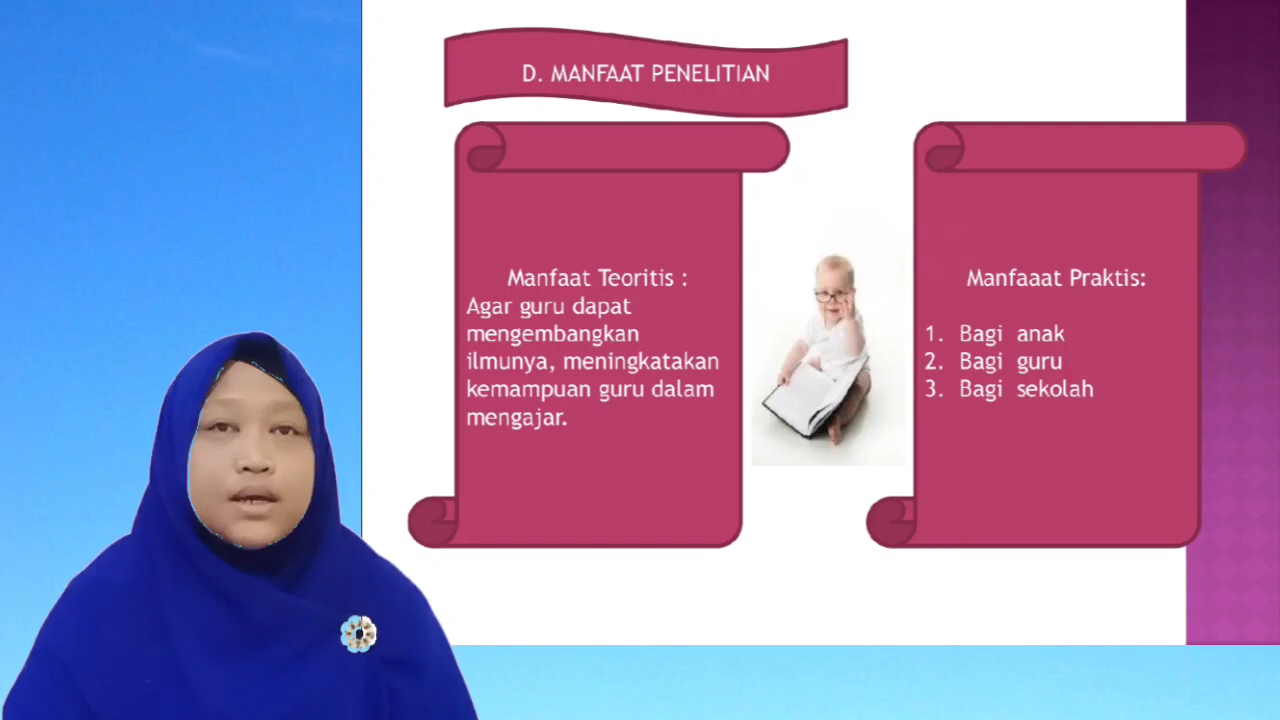 D. MANFAAT PENELITIAN
Manfaat Teoritis :
Agar guru dapat
mengembangkan
ilmunya, meningkatakan
kemampuan guru dalam
mengajar.
Manfaaat Praktis:
1. Bagi anak
2. Bagi guru
3. Bagi sekolah